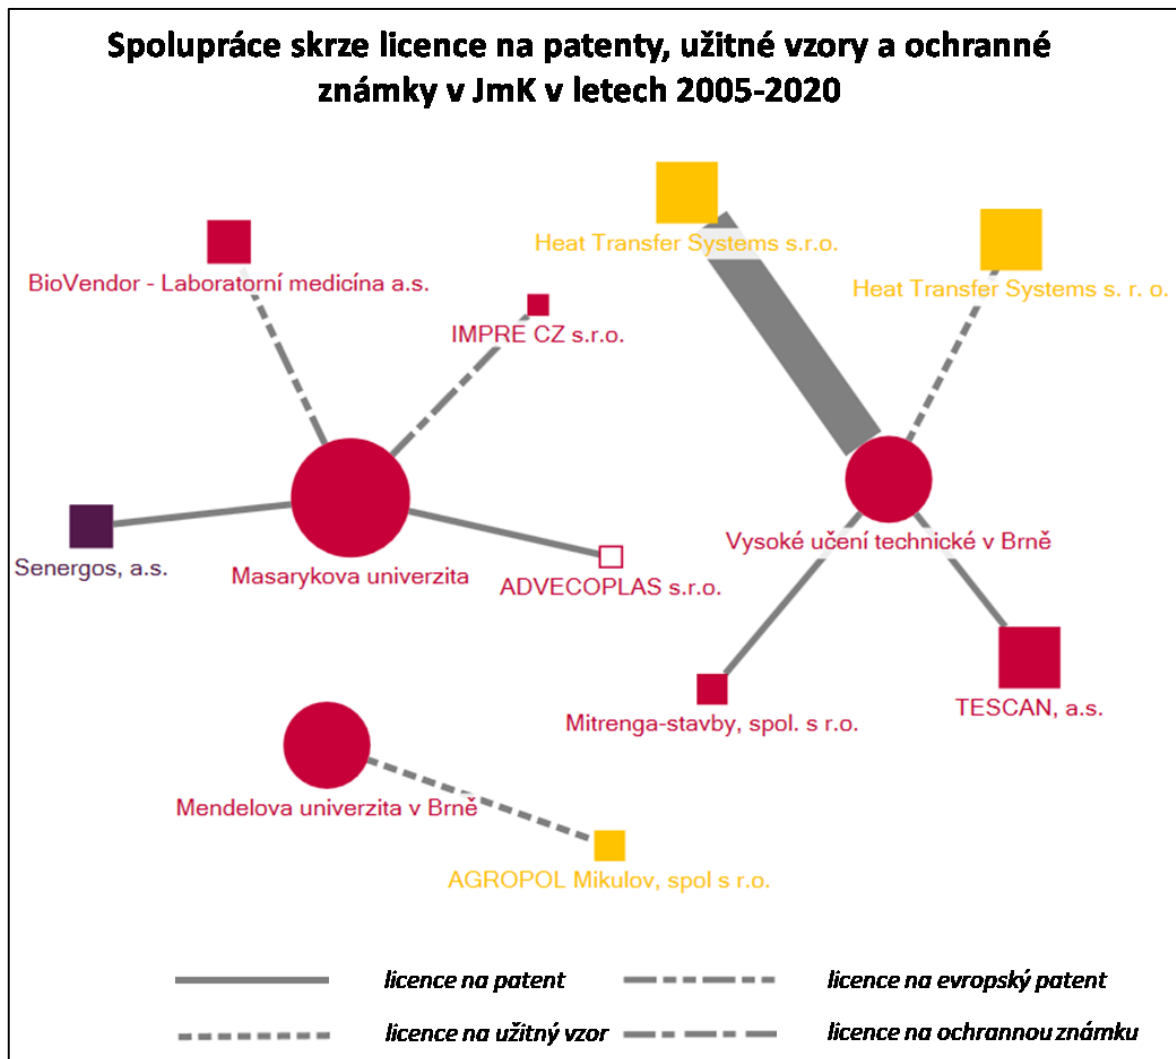 Spolupráce skrze licence na patenty, užitné vzory a ochranné
známky v JmK v letech 2005-2020
Heat Transfer Systems s.r.o.
BioVendor - Laboratorní medicína a.s.
Heat Transfer Systems s. r. o.
IMPRE CZ s.r.o.
Vysoké učení technické v Brně
Senergos, a.s.
Masarykova univerzita
ADVECOPLAS s.r.o.
TESCAN, a.s.
Mitrenga-stavby, spol. s r.o.
Mendelova univerzita v Brně
AGROPOL Mikulov, spol s r.o.
licence na patent
licence na evropský patent
licence na užitný vzor
licence na ochrannou známku